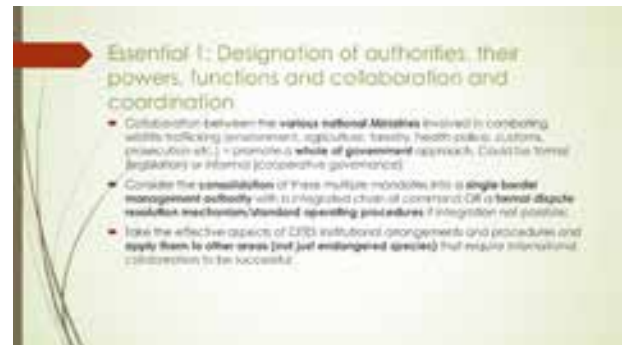 Essential 1: Designation of authorities, their
powers, functions and collaboration and
coordination
Collaboration between the various national Ministries involved in combating
wildlife trafficking (environment, agriculture, forestry, health police, customs,
prosecution etc.) – promote a whole of government approach. Could be formal
(legislation) or informal (cooperative governance)
Consider the consolidation of these multiple mandates into a single border
management authority with a integrated chain of command OR a formal dispute
resolution mechanism/standard operating procedures if integration not possible.
Take the effective aspects of CITES institutional arrangements and procedures and
apply them to other areas (not just endangered species) that require international
collaboration to be successful